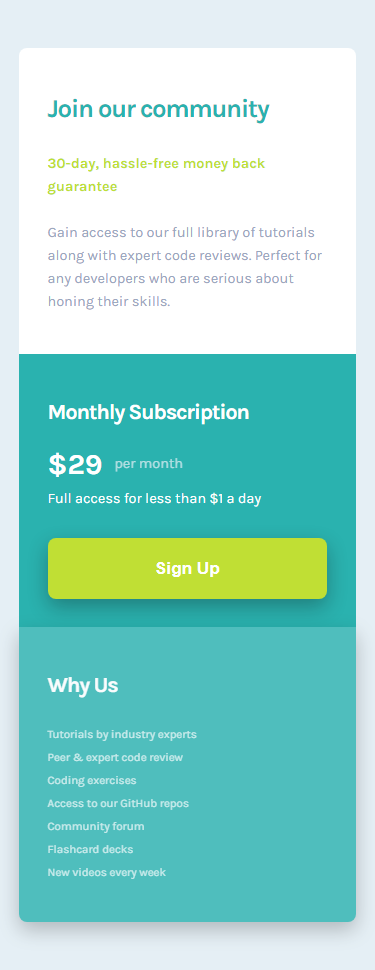 Join our community
30-day, hassle-free money back
guarantee
Gain access to our full library of tutorials
along with expert code reviews. Perfect for
any developers who are serious about
honing their skills.
Monthly Subscription
$29 per month
Full access for less than $1 a day
Sign Up
Why Us
Tutorials by industry experts
Peer & expert code review
Coding exercises
Access to our GitHub repos
Community forum
Flashcard decks
New videos every week